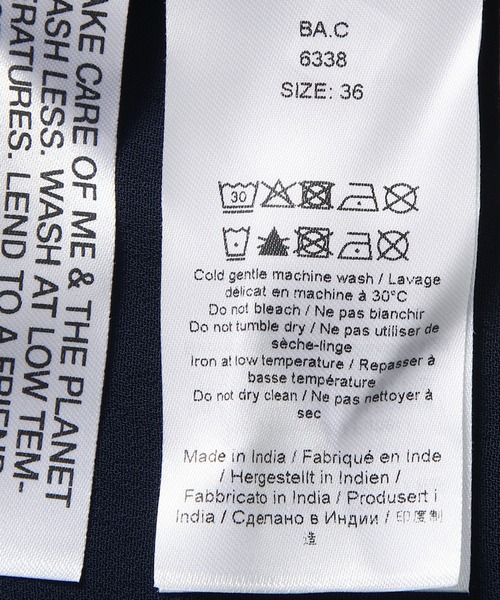 AKE CARE OF ME & THE PLANET
ASH LESS. WASH AT LOW TEM-
RATURES. LEND TO A FRIEND
BA.C
6338
SIZE: 36
30
Cold gentle machine wash / Lavage
délicat en machine à 30°C
Do not bleach / Ne pas blanchir
Do not tumble dry / Ne pas utiliser de
sèche-linge
Iron at low temperature / Repasser à
basse température
Do not dry clean / Ne pas nettoyer à
sec
Made in India / Fabriqué en Inde
/ Hergestellt in Indien /
Fabbricato in India / Produsert i
India / Сделано в Индии / 印度制
造